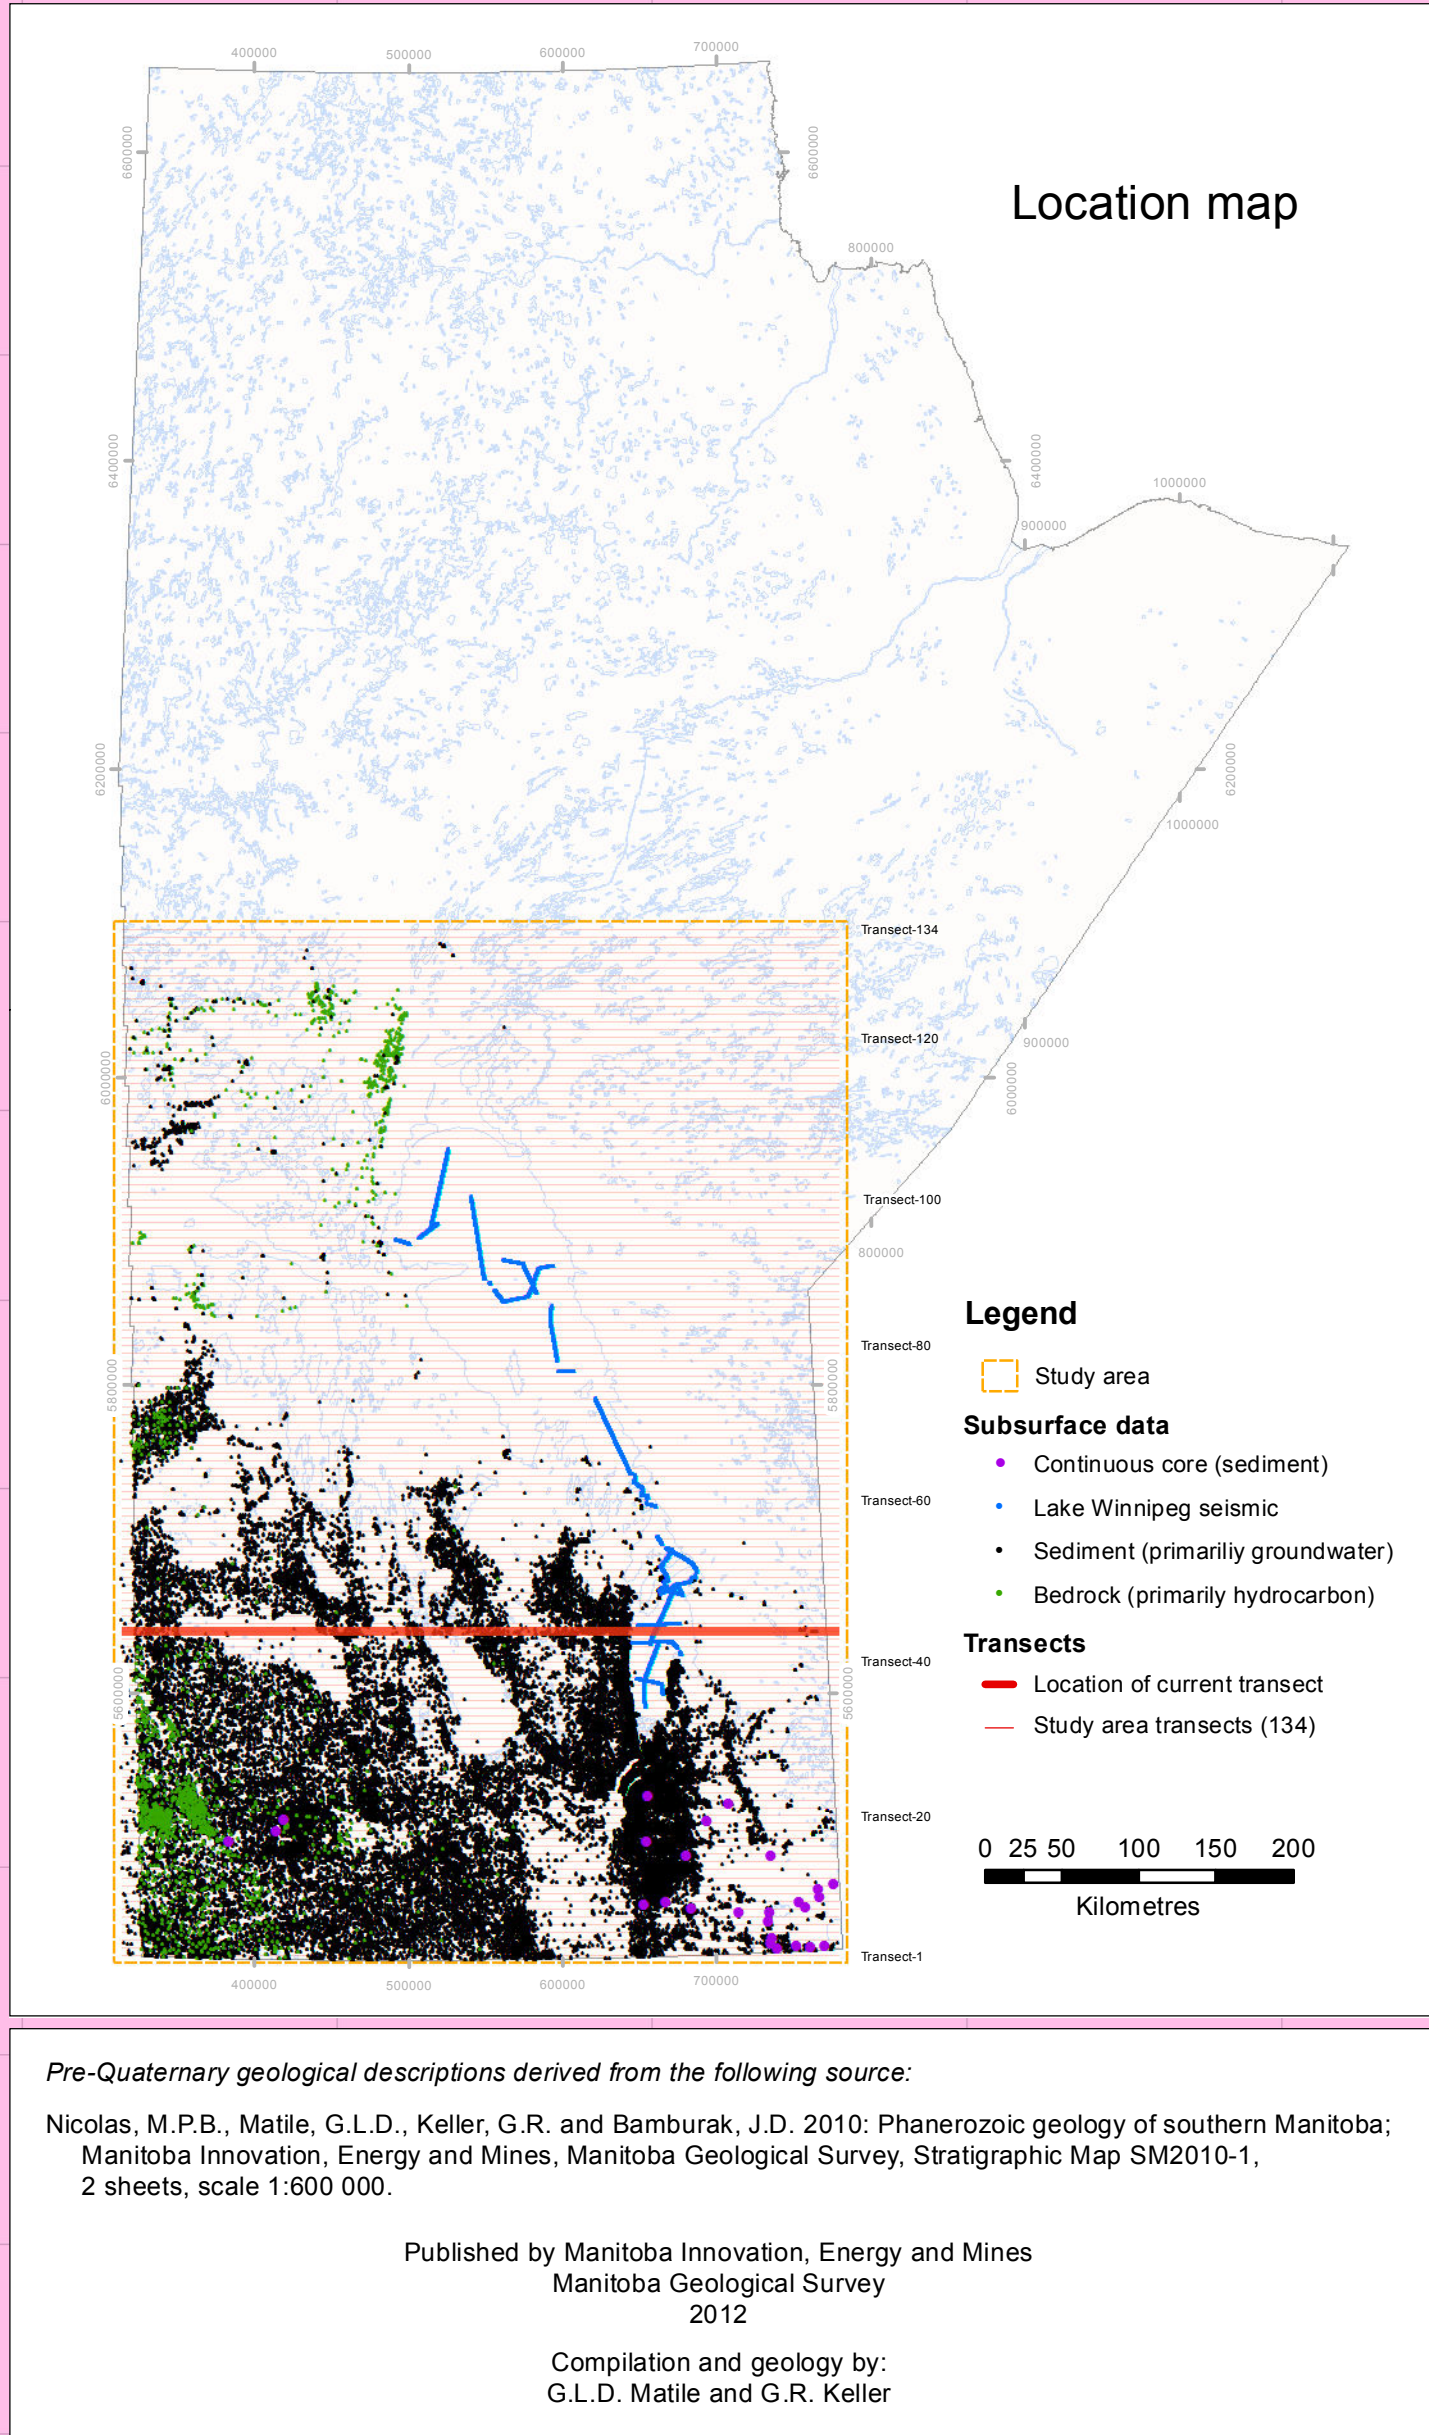 400000
500000
600000
700000
6600000
6600000
Location map
800000
6400000
6400000
1000000
900000
6200000
6200000
1000000
Transect-134
Transect-120
900000
6000000
6000000
Transect-100
800000
Legend
Transect-80
5800000
5800000
Study area
Subsurface data
Continuous core (sediment)
Transect-60
Lake Winnipeg seismic
Sediment (primariliy groundwater)
Bedrock (primarily hydrocarbon)
Transects
Transect-40
5600000
5600000
Location of current transect
Study area transects (134)
Transect-20
0 25 50 100 150 200
Kilometres
Transect-1
400000
500000
600000
700000
Pre-Quaternary geological descriptions derived from the following source:
Nicolas, M.P.B., Matile, G.L.D., Keller, G.R. and Bamburak, J.D. 2010: Phanerozoic geology of southern Manitoba;
Manitoba Innovation, Energy and Mines, Manitoba Geological Survey, Stratigraphic Map SM2010-1,
2 sheets, scale 1:600 000.
Published by Manitoba Innovation, Energy and Mines
Manitoba Geological Survey
2012
Compilation and geology by:
G.L.D. Matile and G.R. Keller